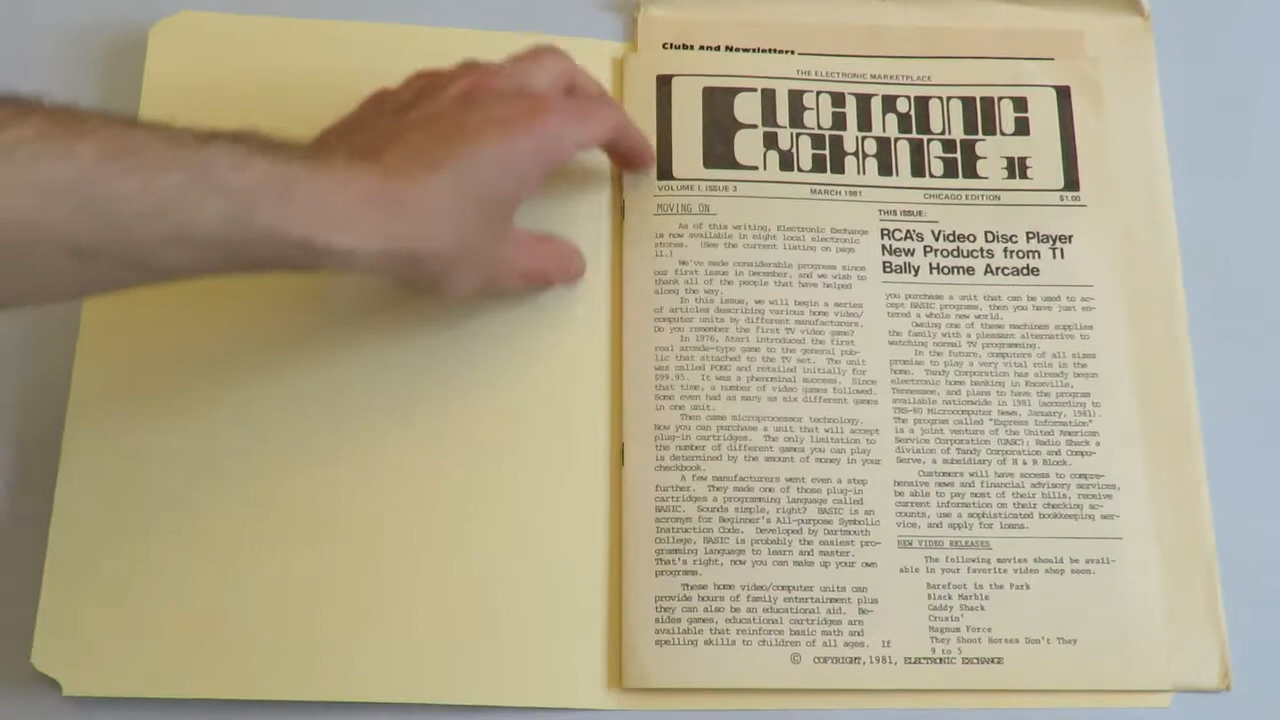 Clubs and Newsletters
THE ELECTRONIC MARKETPLACE
ELECTRONIC
EXCHANGE EE
VOLUME I, ISSUE 3 MARCH 1981 CHICAGO EDITION $1.00
MOVING ON
As of this writing, Electronic Exchange
is now available in eight local electronic
stores. (See the current listing on page
11.)
We've made considerable progress since
our first issue in December, and we wish to
thank all of the people that have helped
along the way.
In this issue, we will begin a series
of articles describing various home video/
computer units by different manufacturers.
Do you remember the first TV video game?
In 1976, Atari introduced the first
real arcade-type game to the general pub-
lic that attached to the TV set. The unit
was called PONG and retailed initially for
$99.95. It was a phenomenal success. Since
that time, a number of video games followed.
Some even had as many as six different games
in one unit.
Then came microprocessor technology.
Now you can purchase a unit that will accept
plug-in cartridges. The only limitation to
the number of different games you can play
is determined by the amount of money in your
checkbook.
A few manufacturers went even a step
further. They made one of those plug-in
cartridges a programming language called
BASIC. Sounds simple, right? BASIC is an
acronym for Beginner's All-purpose Symbolic
Instruction Code. Developed by Dartmouth
College, BASIC is probably the easiest pro-
gramming language to learn and master.
That's right, now you can make up your own
programs.
These home video/computer units can
provide hours of family entertainment plus
they can also be an educational aid. Be-
sides games, educational cartridges are
available that reinforce basic math and
spelling skills to children of all ages. If
THIS ISSUE:
RCA's Video Disc Player
New Products from TI
Bally Home Arcade
you purchase a unit that can be used to ac-
cept BASIC programs, then you have just en-
tered a whole new world.
Owning one of these machines supplies
the family with a pleasant alternative to
watching normal TV programming.
In the future, computers of all sizes
promise to play a very vital role in the
home. Tandy Corporation has already begun
electronic home banking in Knoxville,
Tennessee, and plans to have the program
available nationwide in 1981 (according to
TRS-80 Microcomputer News, January, 1981).
The program called "Express Information"
is a joint venture of the United American
Service Corporation (UASC); Radio Shack a
division of Tandy Corporation and Compu-
Serve, a subsidiary of H & R Block.
Customers will have access to compre-
hensive news and financial advisory services,
be able to pay most of their bills, receive
current information on their checking ac-
counts, use a sophisticated bookkeeping ser-
vice, and apply for loans.
NEW VIDEO RELEASES
The following movies should be avail-
able in your favorite video shop soon.
Barefoot in the Park
Black Marble
Caddy Shack
Crusin'
Magnum Force
They Shoot Horses Don't They
9 to 5
© COPYRIGHT,1981, ELECTRONIC EXCHANGE